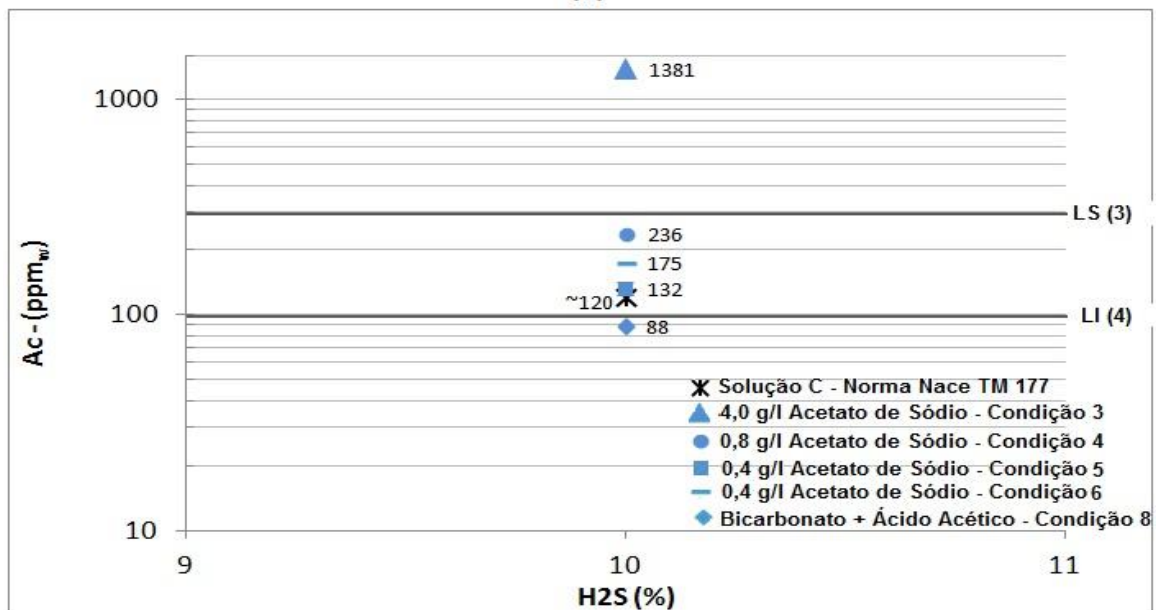 1381
1000
LS (3)
236
175
132
~120
100
LI (4)
88
Ac - (ppmw)
Solução C - Norma Nace TM 177
4,0 g/l Acetato de Sódio - Condição 3
0,8 g/l Acetato de Sódio - Condição 4
0,4 g/l Acetato de Sódio - Condição 5
0,4 g/l Acetato de Sódio - Condição 6
Bicarbonato + Ácido Acético - Condição 8
10
9 10 11
H2S (%)